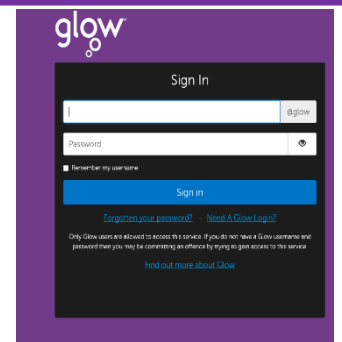 glow
Sign In
@glow
Password
Remember my username
Sign in
Forgotten your password? - Need A Glow Login?
Only Glow users are allowed to access this service. If you do not have a Glow username and
password then you may be committing an offence by trying to gain access to this service
Find out more about Glow